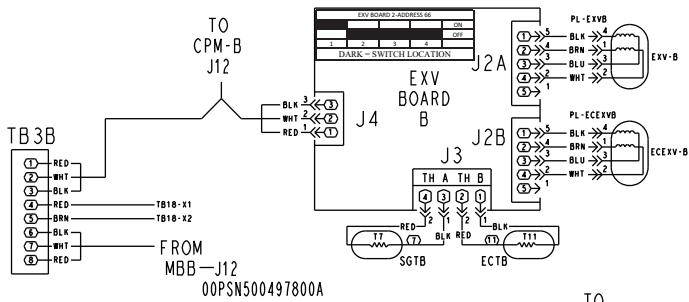 EXV BOARD 2-ADDRESS 66
ON
OFF
1 2 3 4
DARK = SWITCH LOCATION
TO
CPM-B
J12
EXV
BOARD
B
BLK 3 3
WHT 2 2
RED 1 1
J4
J2A
1 5 BLK 4
2 4 BRN 1
3 3 BLU 3
4 2 WHT 2
5 1
PL-EXVB
EXV-B
J2B
1 5 BLK 4
2 4 BRN 1
3 3 BLU 3
4 2 WHT 2
5 1
PL-ECEXVB
ECEXV-B
J3
TH A TH B
4 3 2 1
2 1 2 1
RED BLK RED BLK
T7 7 11 T11
SGTB ECTB
TB3B
1 RED
2 WHT
3 BLK
4 RED TB18-X1
5 BRN TB18-X2
6 BLK
7 WHT
8 RED
FROM
MBB-J12
00PSN500497800A
TO